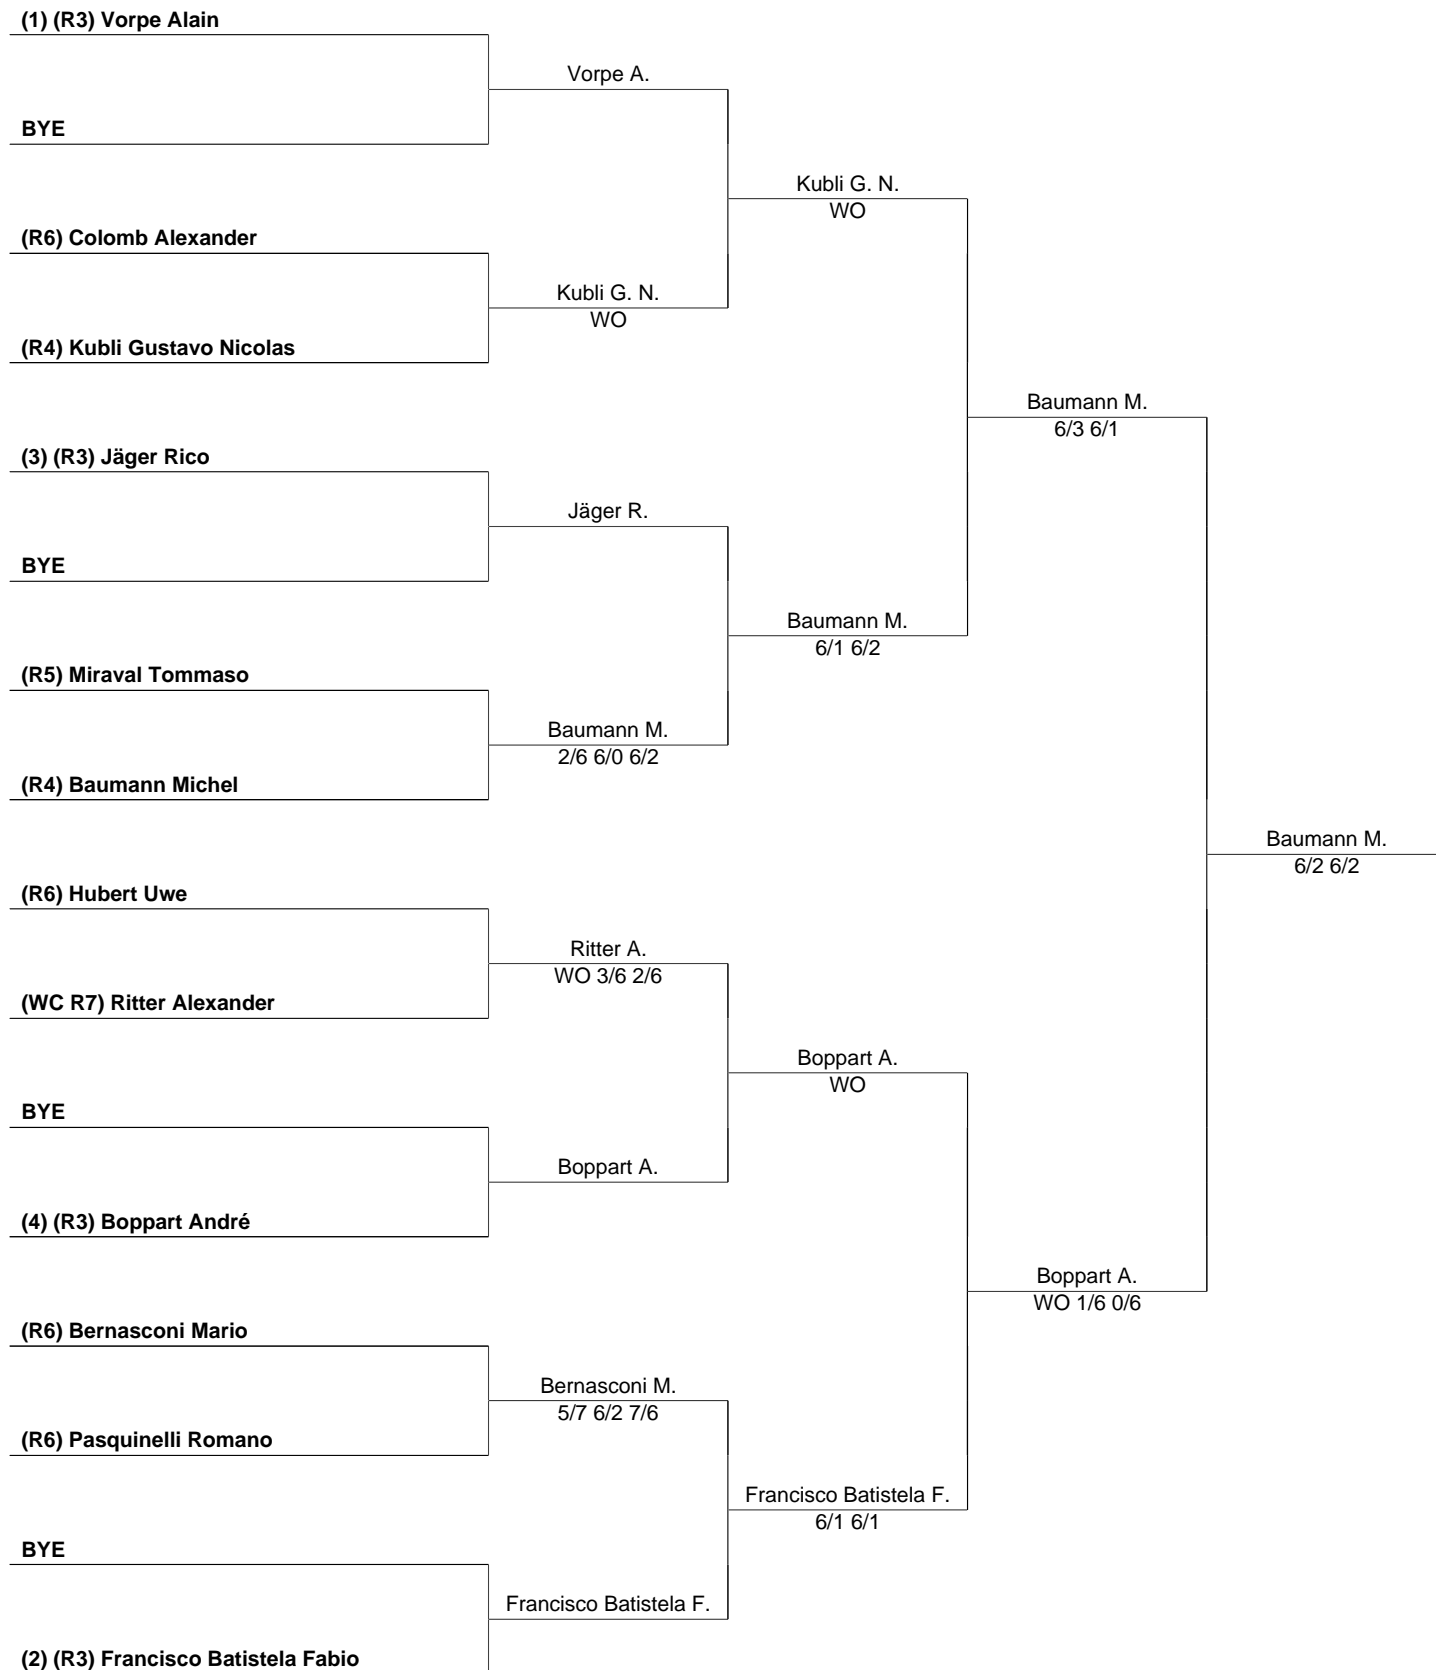 (1) (R3) Vorpe Alain
Vorpe A.
BYE
Kubli G. N.
WO
(R6) Colomb Alexander
Kubli G. N.
WO
(R4) Kubli Gustavo Nicolas
Baumann M.
6/3 6/1
(3) (R3) Jäger Rico
Jäger R.
BYE
Baumann M.
6/1 6/2
(R5) Miraval Tommaso
Baumann M.
2/6 6/0 6/2
(R4) Baumann Michel
Baumann M.
6/2 6/2
(R6) Hubert Uwe
Ritter A.
WO 3/6 2/6
(WC R7) Ritter Alexander
Boppart A.
WO
BYE
Boppart A.
(4) (R3) Boppart André
Boppart A.
WO 1/6 0/6
(R6) Bernasconi Mario
Bernasconi M.
5/7 6/2 7/6
(R6) Pasquinelli Romano
Francisco Batistela F.
6/1 6/1
BYE
Francisco Batistela F.
(2) (R3) Francisco Batistela Fabio